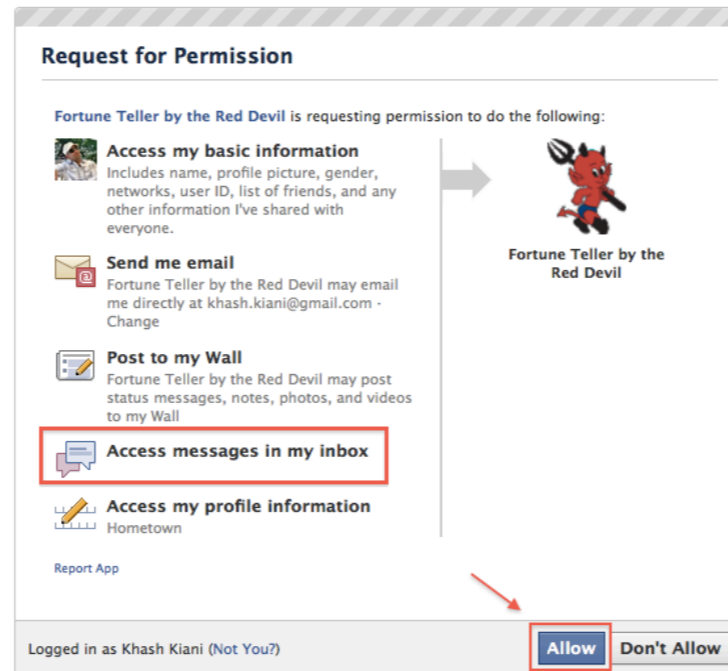 Request for Permission
Fortune Teller by the Red Devil is requesting permission to do the following:
Access my basic information
Includes name, profile picture, gender,
networks, user ID, list of friends, and any
other information I've shared with
everyone.
Send me email
Fortune Teller by the Red Devil may email
me directly at khash.kiani@gmail.com ·
Change
Post to my Wall
Fortune Teller by the Red Devil may post
status messages, notes, photos, and videos
to my Wall
Access messages in my inbox
Access my profile information
Hometown
Report App
Fortune Teller by the
Red Devil
Logged in as Khash Kiani (Not You?)
Allow
Don't Allow